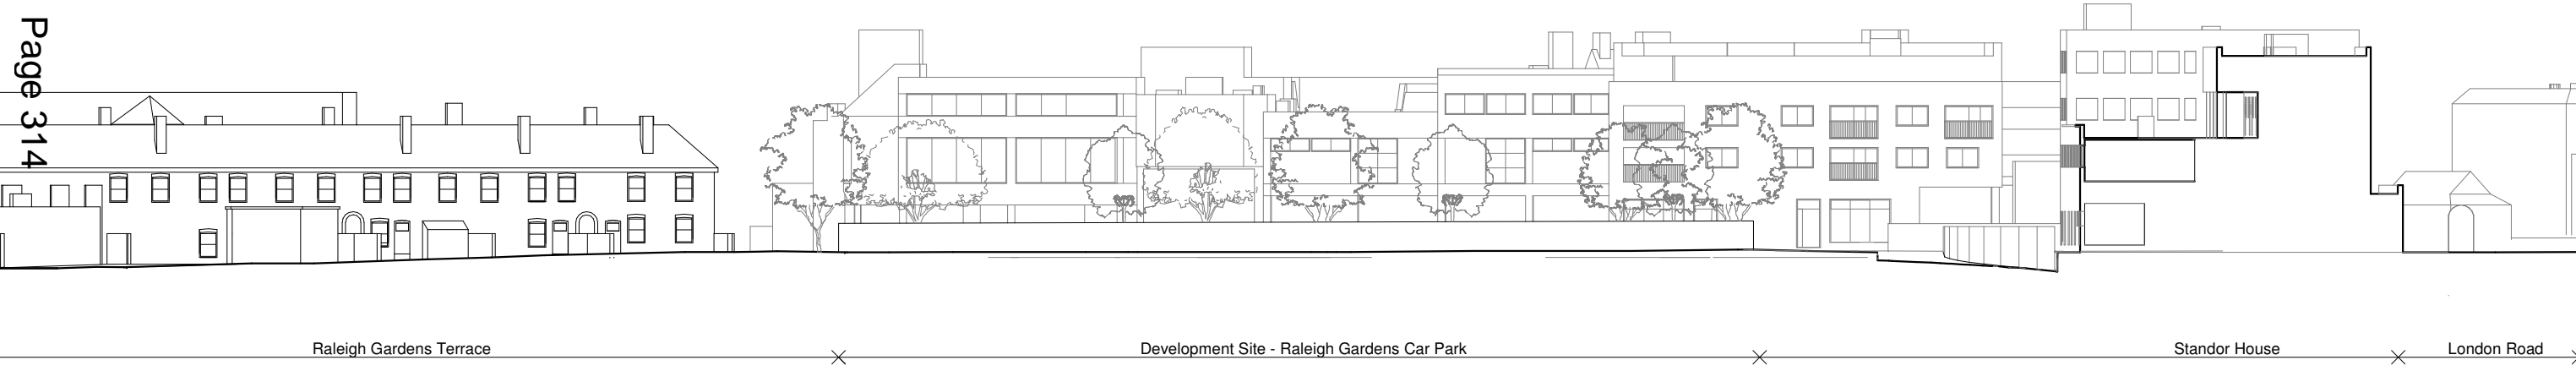 Page 314
Raleigh Gardens Terrace
Development Site - Raleigh Gardens Car Park
Standor House
London Road